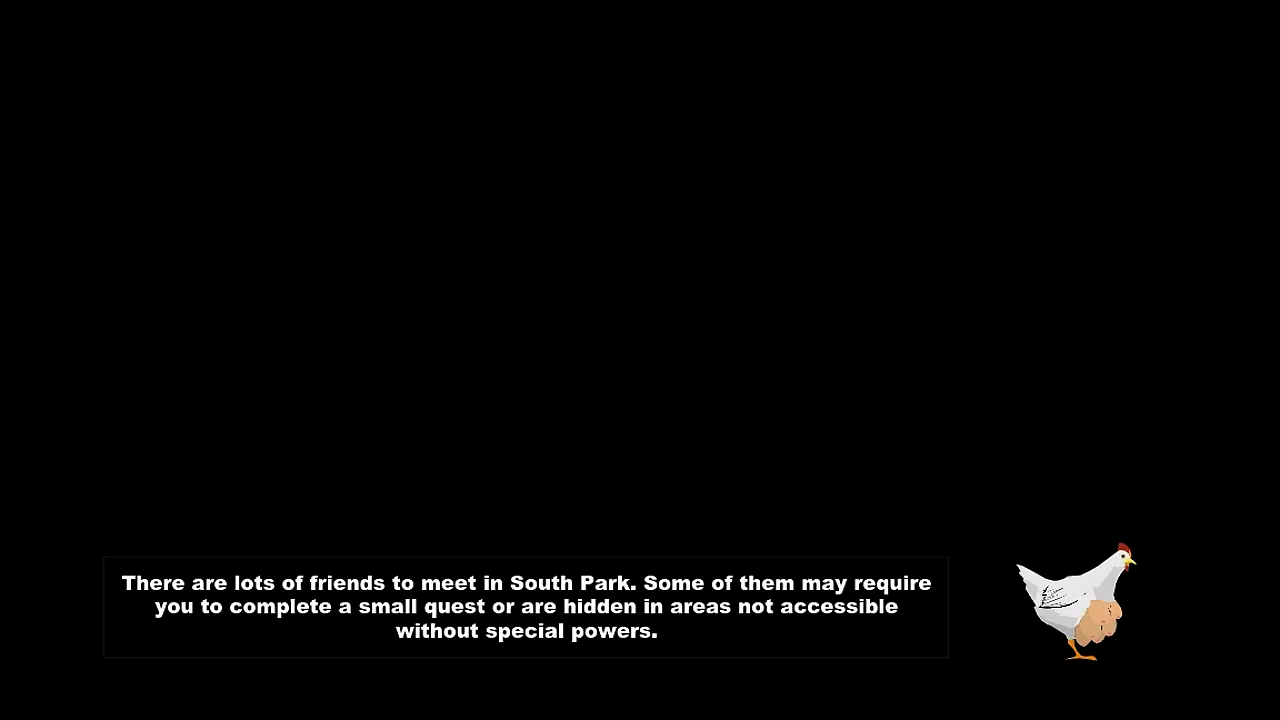 There are lots of friends to meet in South Park. Some of them may require
you to complete a small quest or are hidden in areas not accessible
without special powers.